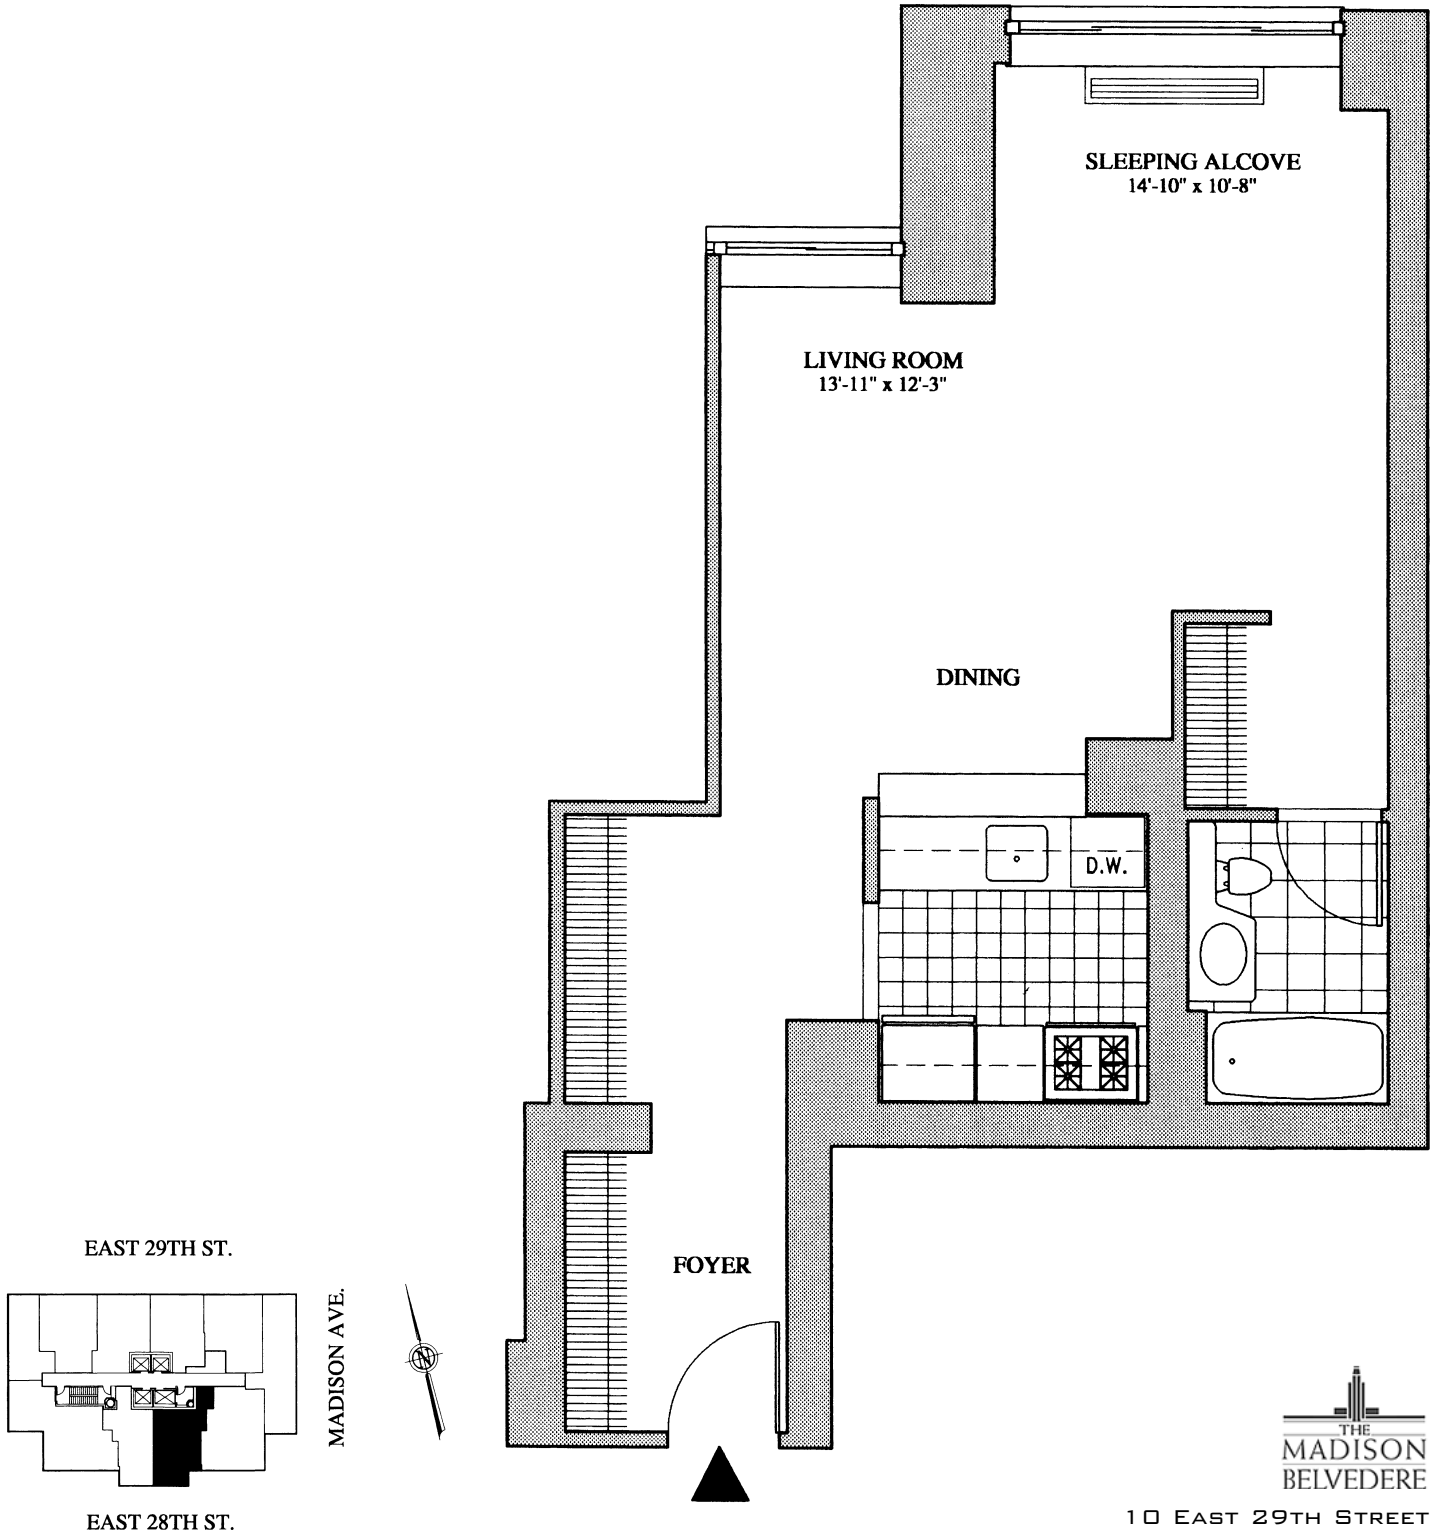 SLEEPING ALCOVE
14'-10" x 10'-8"
LIVING ROOM
13'-11" x 12'-3"
DINING
D.W.
FOYER
EAST 29TH ST.
MADISON AVE.
N
EAST 28TH ST.
THE
MADISON
BELVEDERE
10 EAST 29TH STREET